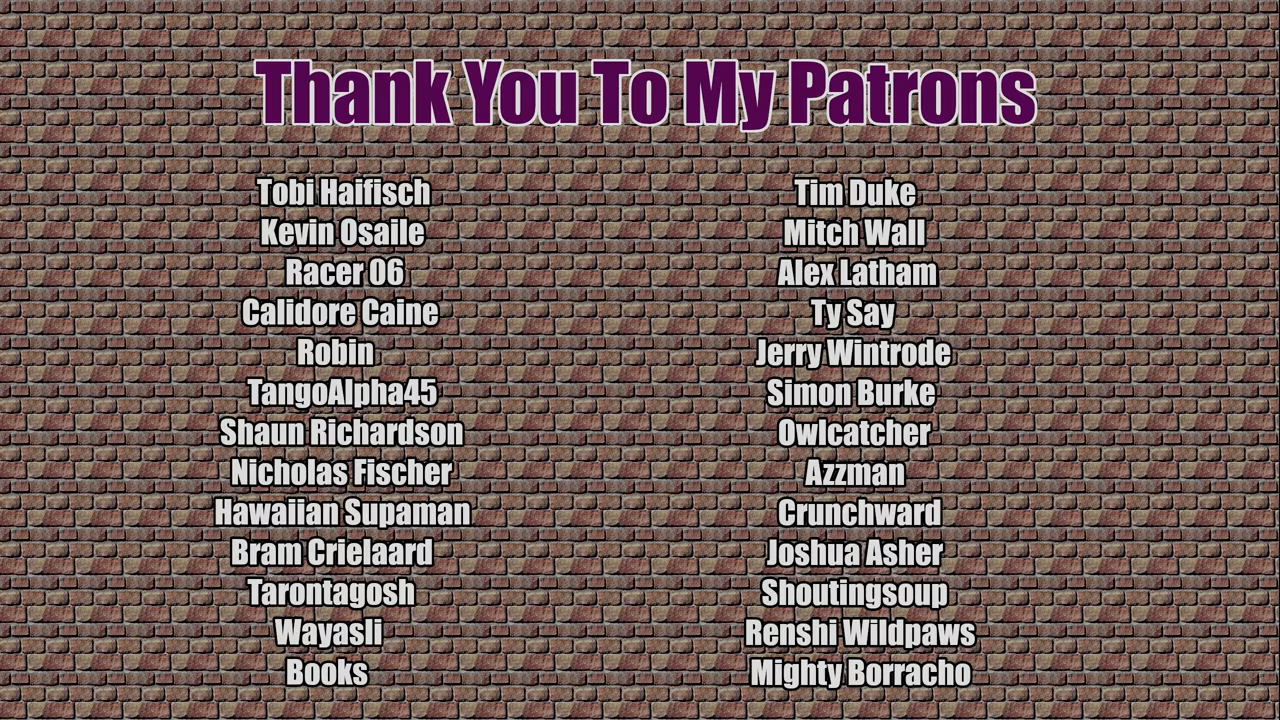 Thank You To My Patrons
Tobi Haifisch
Kevin Osaile
Racer 06
Calidore Caine
Robin
TangoAlpha45
Shaun Richardson
Nicholas Fischer
Hawaiian Supaman
Bram Crielaard
Tarontagosh
Wayasli
Books
Tim Duke
Mitch Wall
Alex Latham
Ty Say
Jerry Wintrode
Simon Burke
Owlcatcher
Azzman
Crunchward
Joshua Asher
Shoutingsoup
Renshi Wildpaws
Mighty Borracho